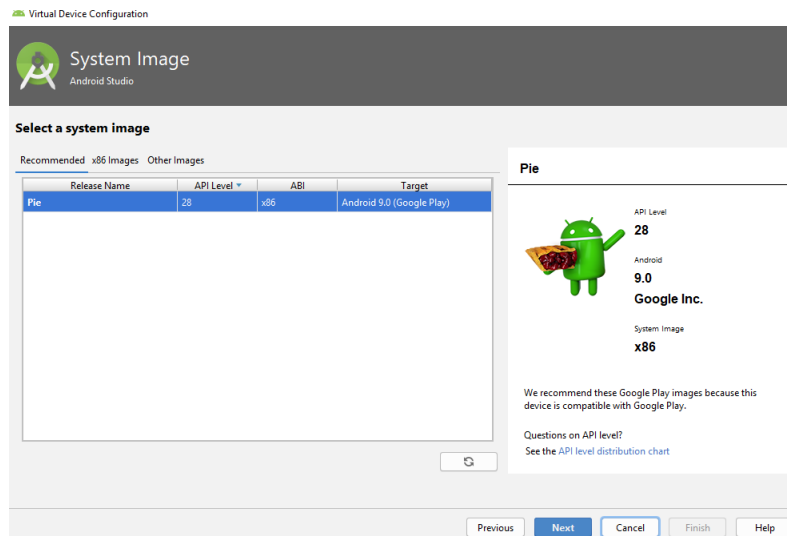 Virtual Device Configuration
System Image
Android Studio
Select a system image
Recommended x86 Images Other Images
Release Name API Level ABI Target
Pie 28 x86 Android 9.0 (Google Play)
Pie
API Level
28
Android
9.0
Google Inc.
System Image
x86
We recommend these Google Play images because this
device is compatible with Google Play.
Questions on API level?
See the API level distribution chart
Previous Next Cancel Finish Help